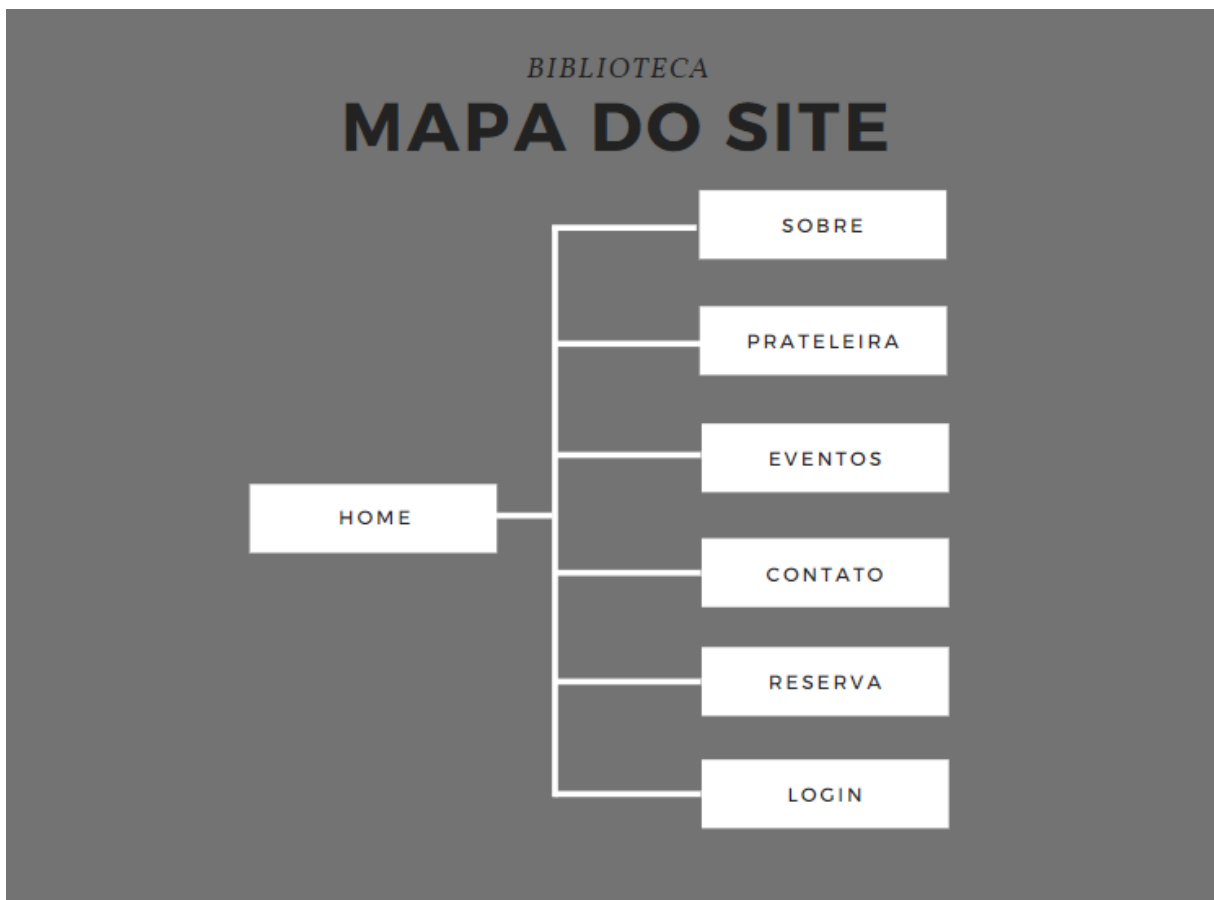 BIBLIOTECA
MAPA DO SITE
SOBRE
PRATELEIRA
EVENTOS
HOME
CONTATO
RESERVA
LOGIN